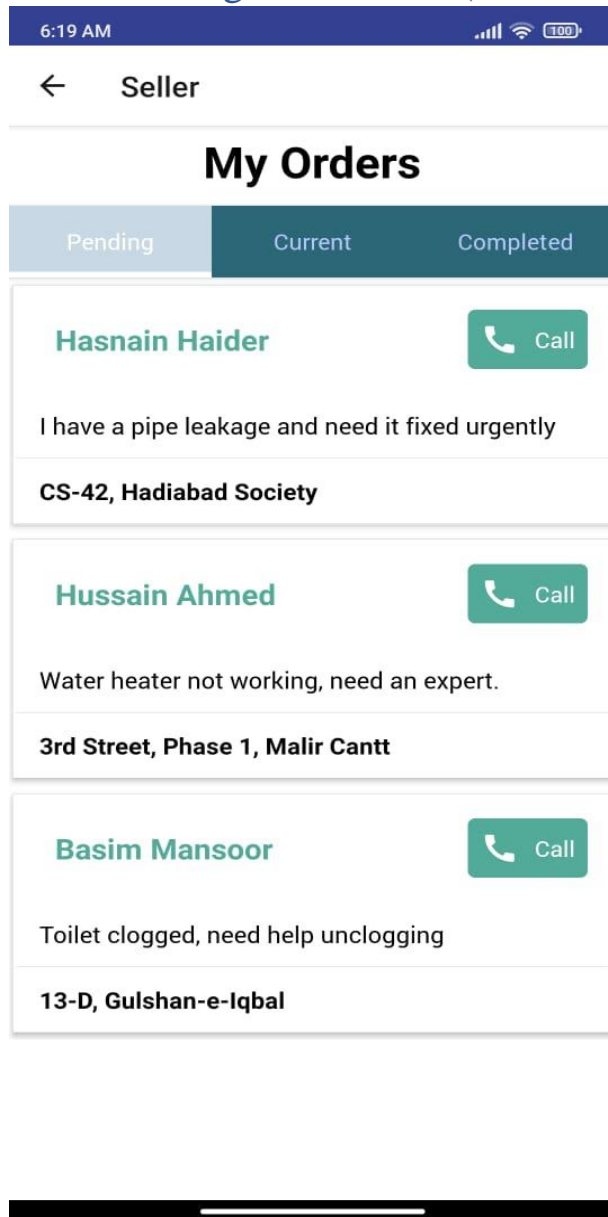 6:19 AM 100
Seller
My Orders
Pending Current Completed
Hasnain Haider Call
I have a pipe leakage and need it fixed urgently
CS-42, Hadiabad Society
Hussain Ahmed Call
Water heater not working, need an expert.
3rd Street, Phase 1, Malir Cantt
Basim Mansoor Call
Toilet clogged, need help unclogging
13-D, Gulshan-e-Iqbal